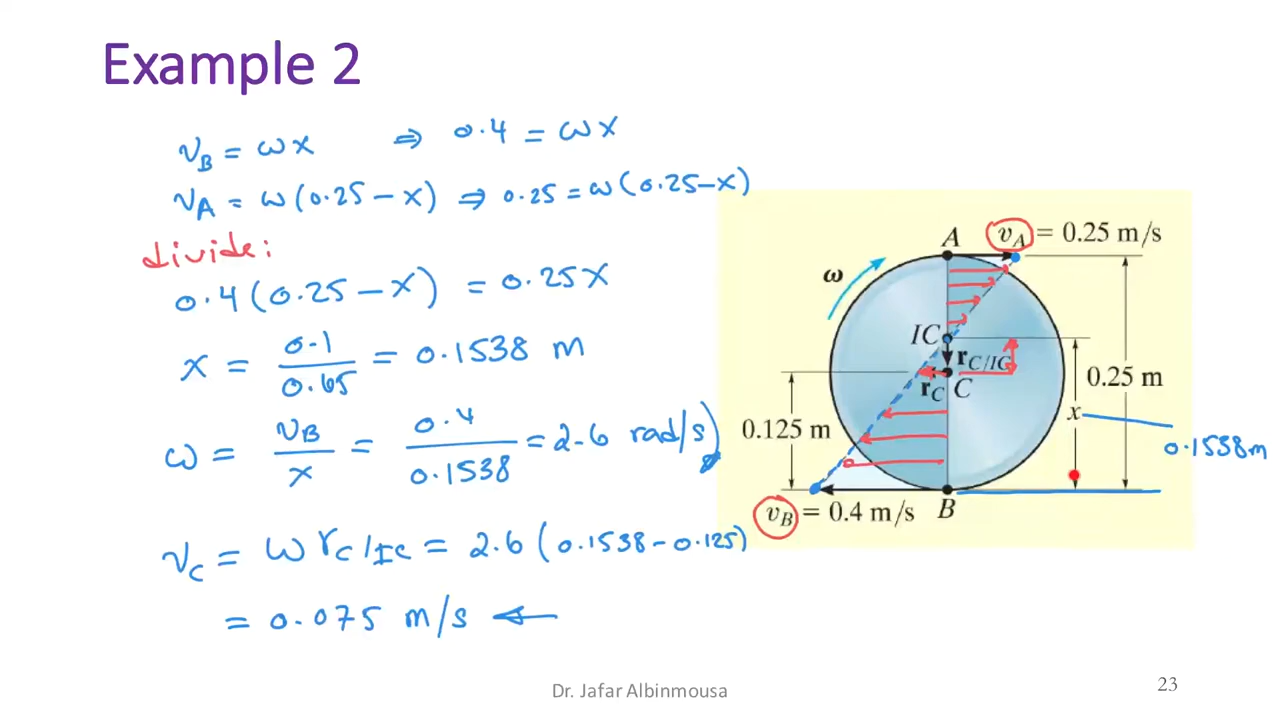 Example 2
v_B = ωx ⇒ 0.4 = ωx
v_A = ω(0.25 − x) ⇒ 0.25 = ω(0.25 − x)
divide:
0.4(0.25 − x) = 0.25x
x = 0.1/0.65 = 0.1538 m
ω = v_B/x = 0.4/0.1538 = 2.6 rad/s
v_C = ω r_C/IC = 2.6(0.1538 − 0.125)
= 0.075 m/s ←
A
v_A = 0.25 m/s
ω
IC
r_C/IC
r_C C
0.25 m
x
0.125 m
0.1538m
v_B = 0.4 m/s
B
Dr. Jafar Albinmousa
23